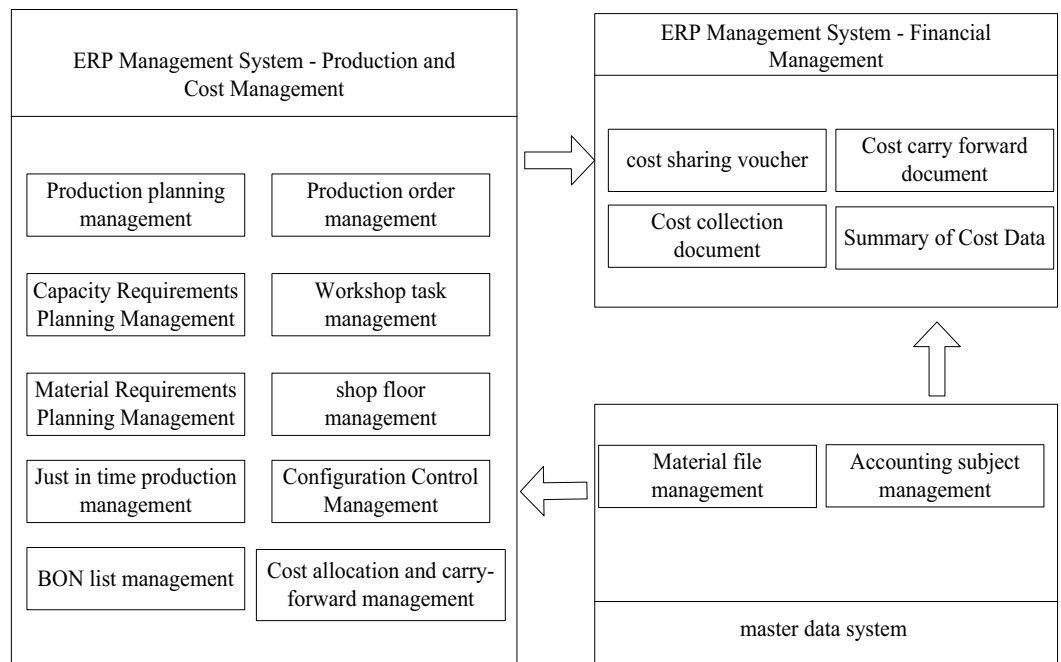 ERP Management System - Production and
Cost Management
Production planning
management
Production order
management
Capacity Requirements
Planning Management
Workshop task
management
Material Requirements
Planning Management
shop floor
management
Just in time production
management
Configuration Control
Management
BON list management
Cost allocation and carry-
forward management
ERP Management System - Financial
Management
cost sharing voucher
Cost carry forward
document
Cost collection
document
Summary of Cost Data
Material file
management
Accounting subject
management
master data system